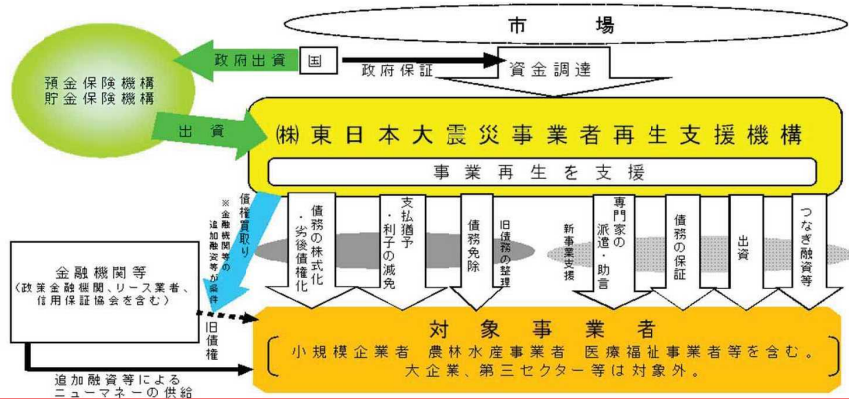 市場
政府出資
国
政府保証
資金調達
預金保険機構
貯金保険機構
出資
㈱東日本大震災事業者再生支援機構
事業再生を支援
債権買取り
※金融機関等の
追加融資等が条件
債務の株式化
・劣後債権化
支払猶予
・利子の減免
債務免除
旧債務の整理
新事業支援
専門家の
派遣・助言
債務の保証
出資
つなぎ融資等
金融機関等
(政策金融機関、リース業者、
信用保証協会を含む)
旧債権
対象事業者
小規模企業者 農林水産事業者 医療福祉事業者等を含む。
大企業、第三セクター等は対象外。
追加融資等による
ニューマネーの供給